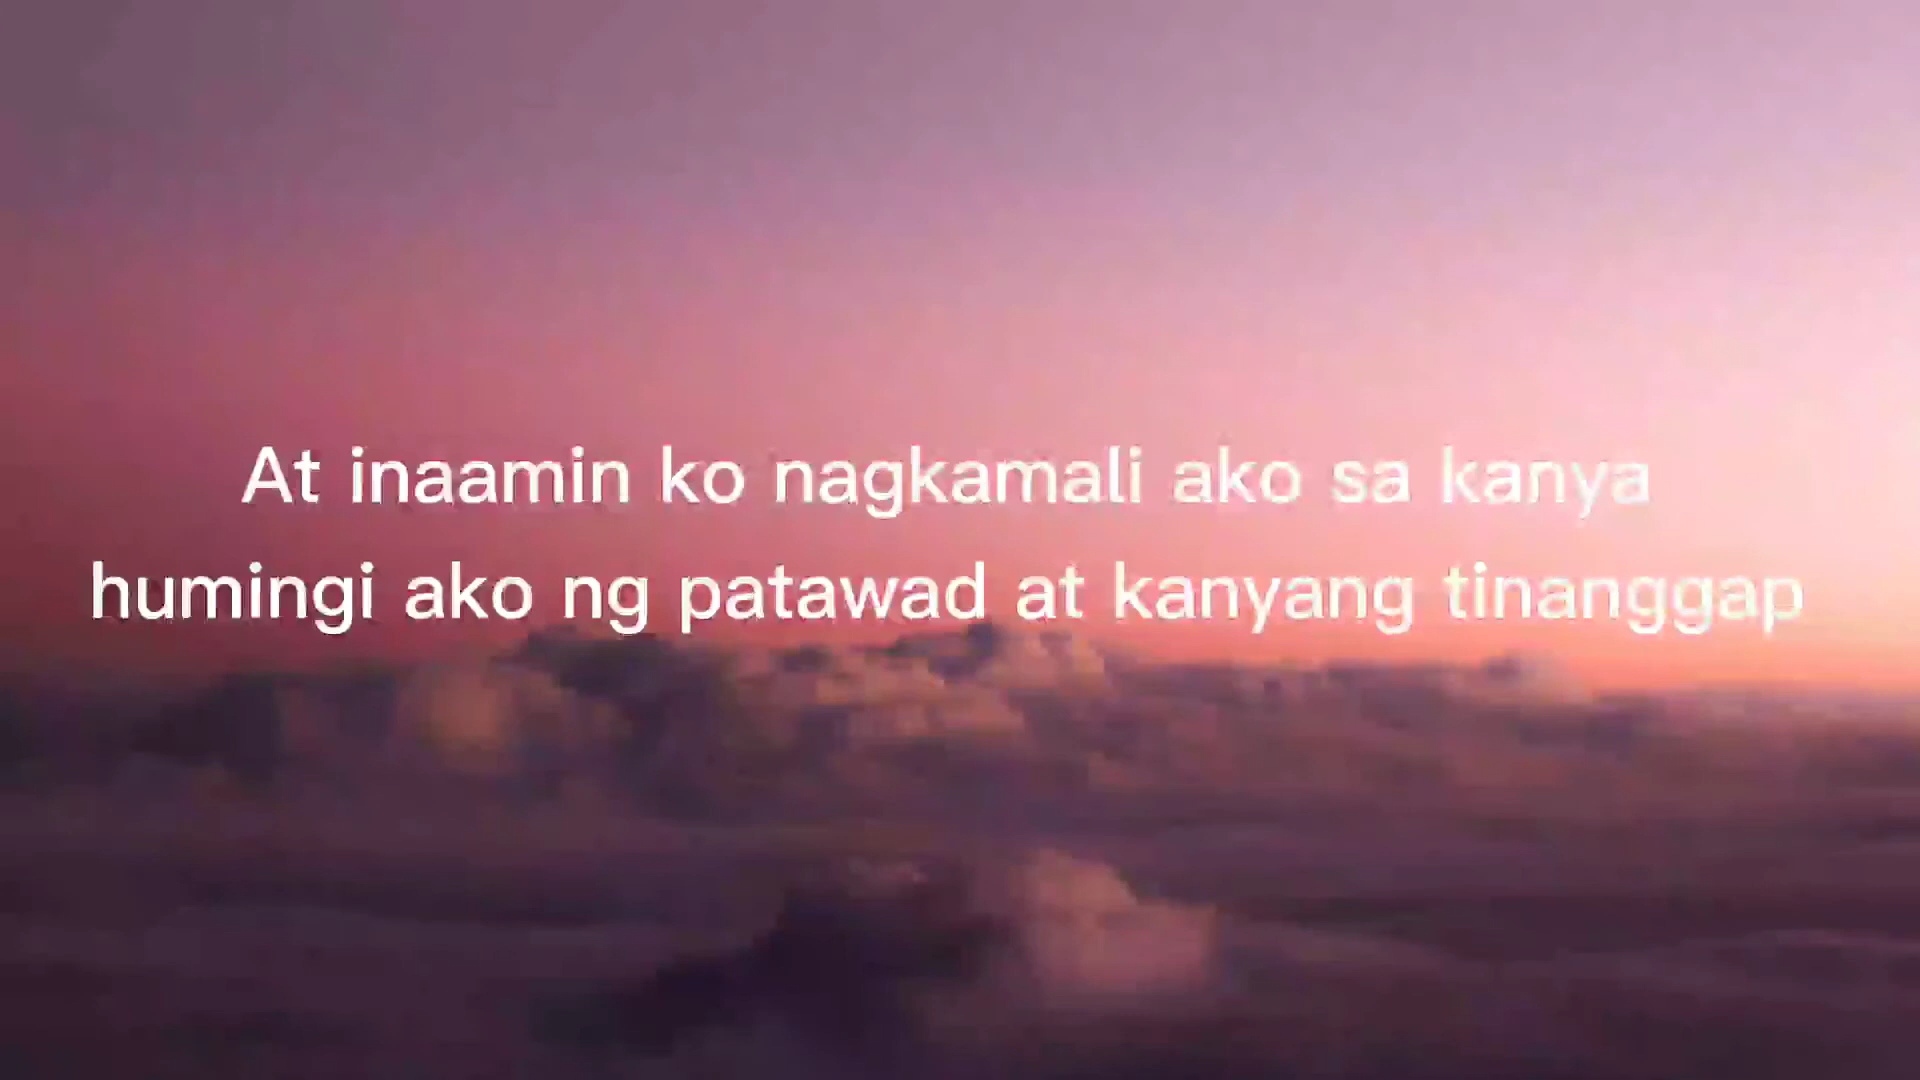 At inaamin ko nagkamali ako sa kanya
humingi ako ng patawad at kanyang tinanggap